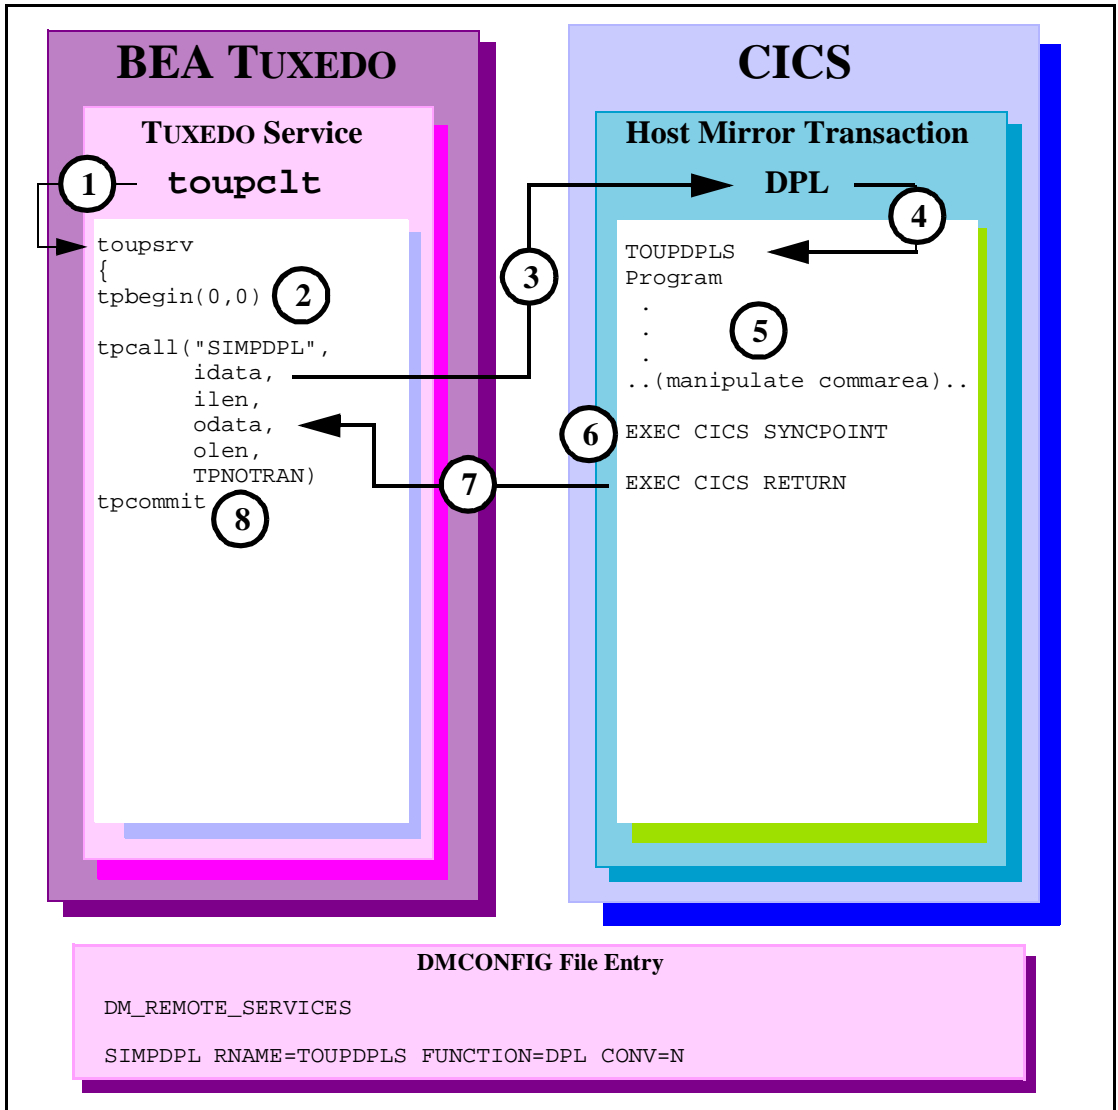 BEA TUXEDO
TUXEDO Service
1
toupclt
toupsrv
{
tpbegin(0,0)
2
tpcall("SIMPDPL",
idata,
ilen,
odata,
olen,
TPNOTRAN)
tpcommit
8
3
7
CICS
Host Mirror Transaction
DPL
4
TOUPDPLS
Program
.
.
5
.
..(manipulate commarea)..
6
EXEC CICS SYNCPOINT
EXEC CICS RETURN
DMCONFIG File Entry
DM_REMOTE_SERVICES
SIMPDPL RNAME=TOUPDPLS FUNCTION=DPL CONV=N